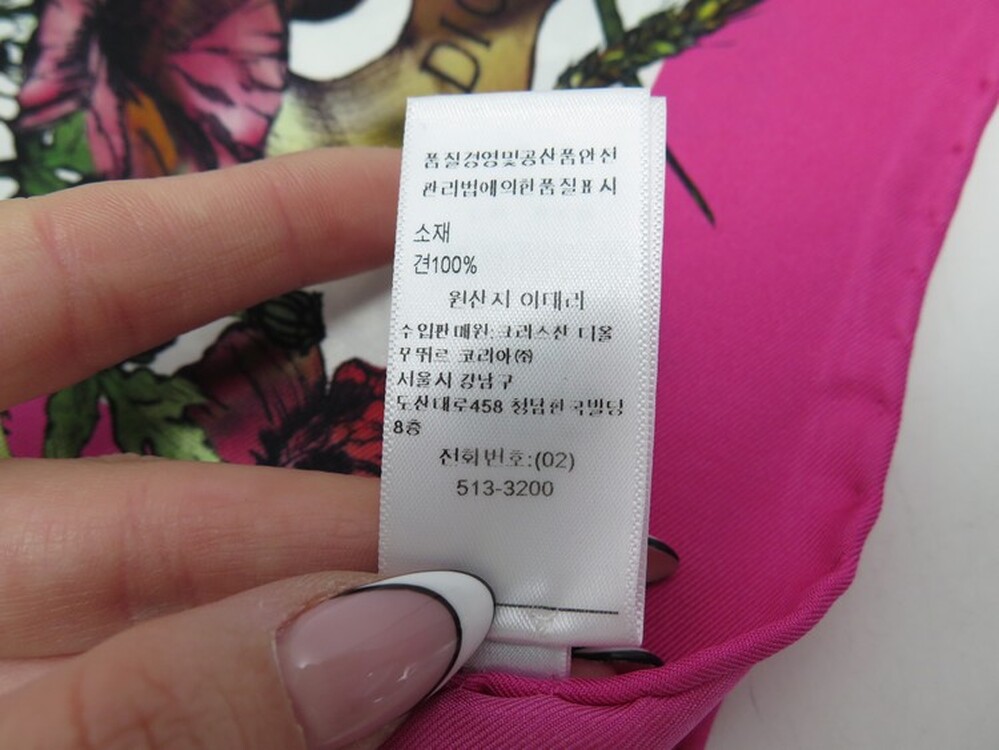 DIO
품질경영및공산품안전
관리법에의한품질표시
소재
견100%
원산지 이태리
수입판매원:크리스찬 디올
꾸뛰르 코리아㈜
서울시 강남구
도산대로458 청담한국빌딩
8층
전화번호:(02)
513-3200